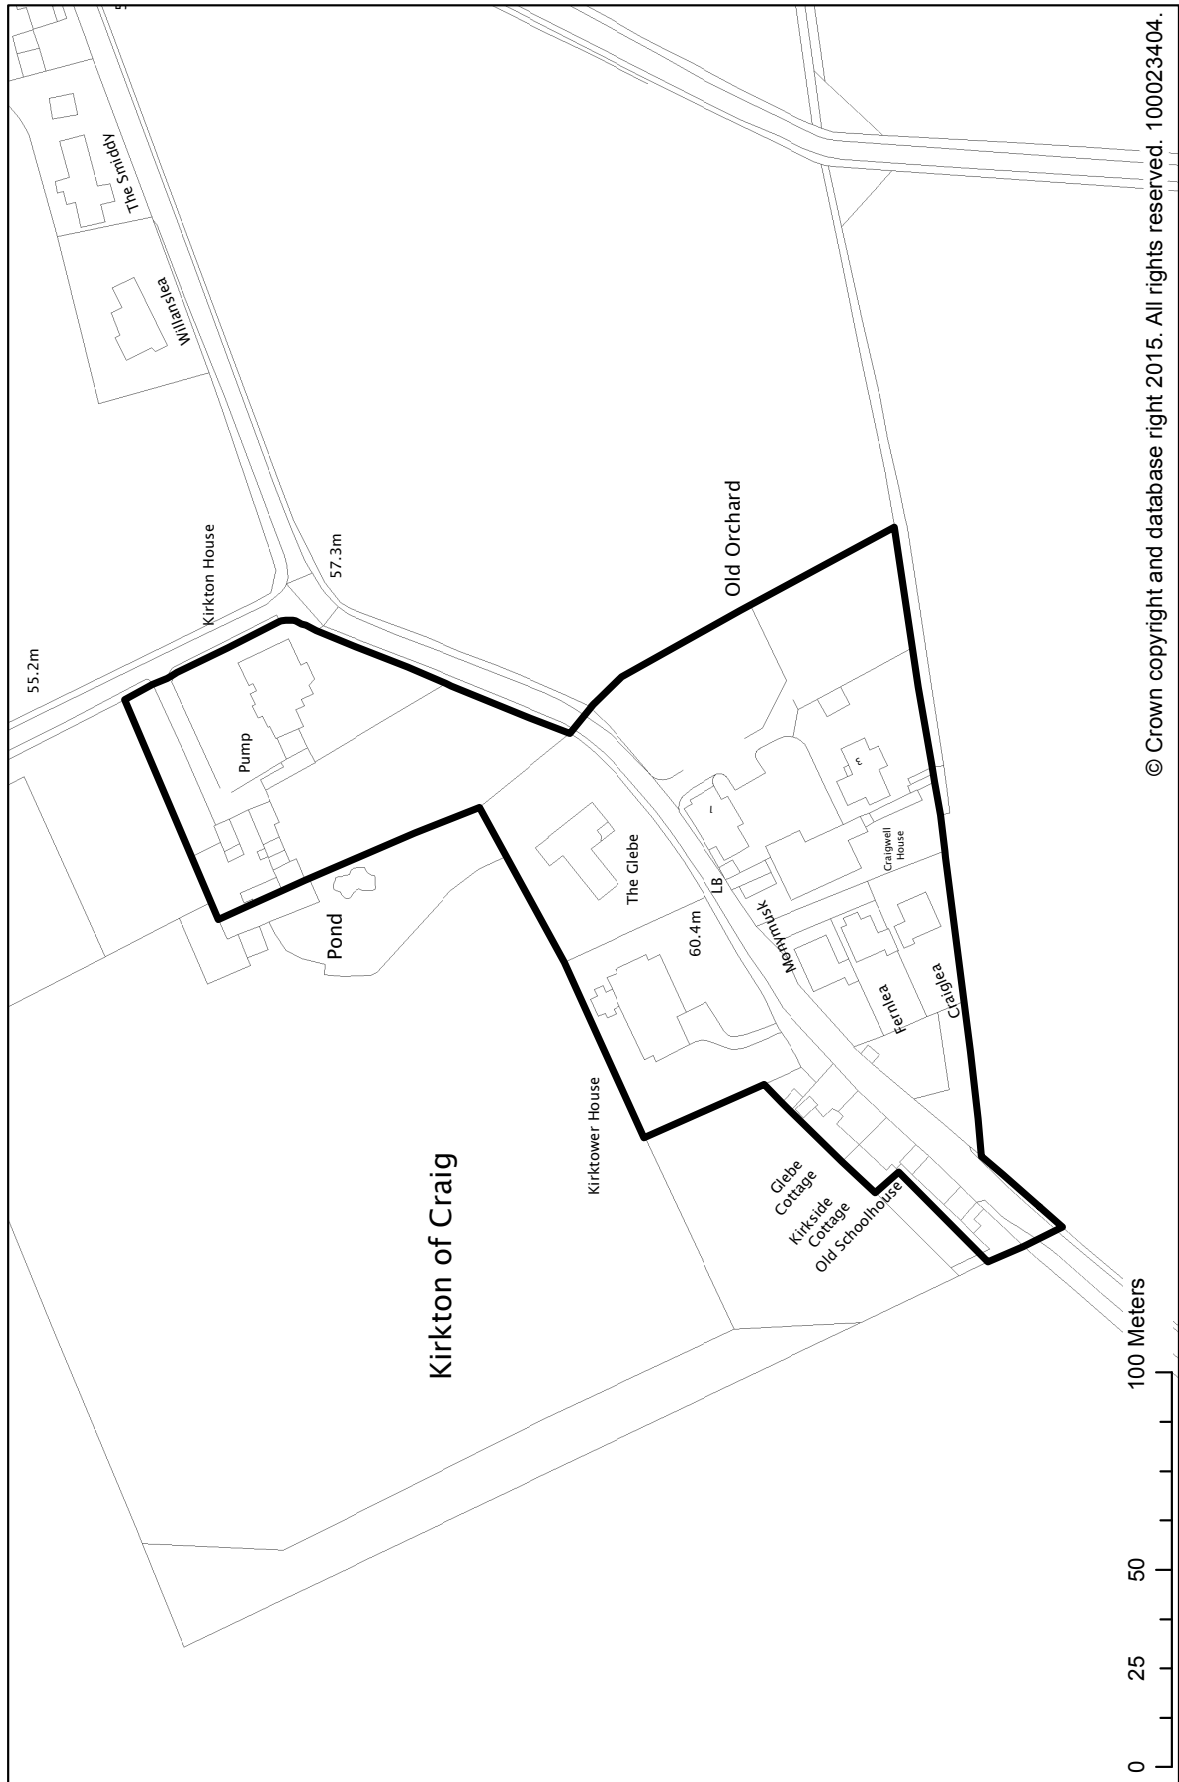 55.2m
The Smiddy
Willanslea
Kirkton House
Pump
57.3m
Pond
Kirkton of Craig
Kirktower House
The Glebe
60.4m
LB
1
Old Orchard
Monymusk
Glebe
Cottage
Kirkside
Cottage
Old Schoolhouse
3
Craigwell
House
Fernlea
Craiglea
0 25 50 100 Meters
© Crown copyright and database right 2015. All rights reserved. 100023404.